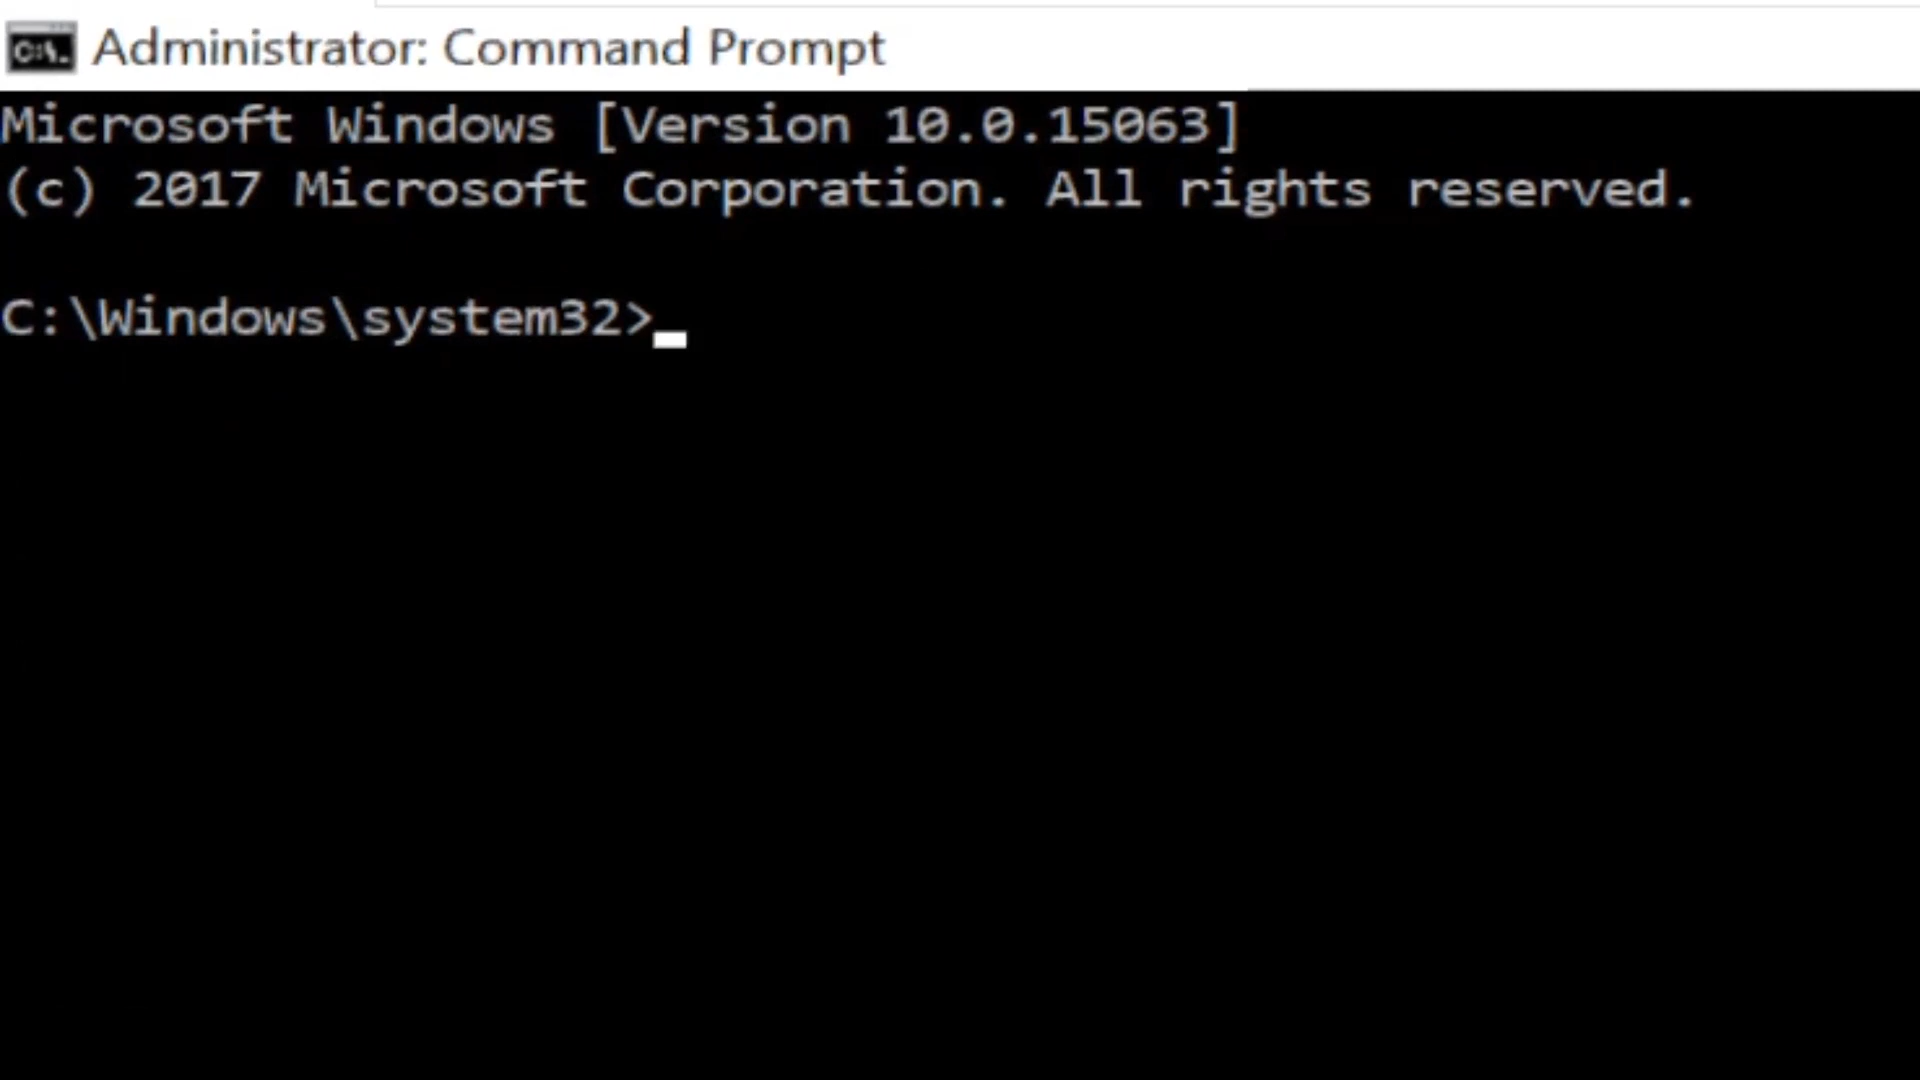 C:\.
Administrator: Command Prompt
Microsoft Windows [Version 10.0.15063]
(c) 2017 Microsoft Corporation. All rights reserved.
C:\Windows\system32>_